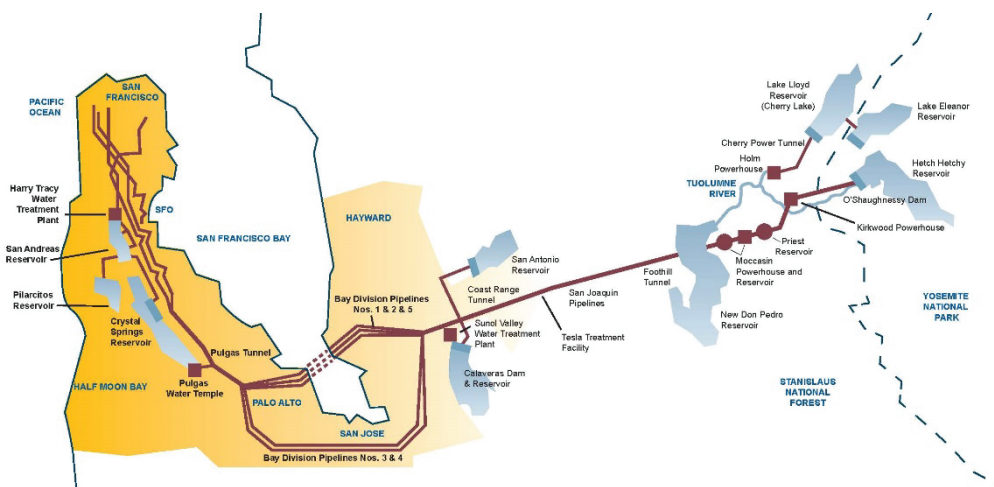 PACIFIC
OCEAN
SAN
FRANCISCO
Harry Tracy
Water
Treatment
Plant
SFO
San Andreas
Reservoir
Pilarcitos
Reservoir
Crystal
Springs
Reservoir
HALF MOON BAY
Pulgas
Water Temple
Pulgas Tunnel
SAN FRANCISCO BAY
PALO ALTO
SAN JOSE
Bay Division Pipelines
Nos. 1 & 2 & 5
Bay Division Pipelines Nos. 3 & 4
HAYWARD
San Antonio
Reservoir
Coast Range
Tunnel
Sunol Valley
Water Treatment
Plant
Calaveras Dam
& Reservoir
San Joaquin
Pipelines
Tesla Treatment
Facility
Foothill
Tunnel
New Don Pedro
Reservoir
Moccasin
Powerhouse and
Reservoir
Priest
Reservoir
TUOLUMNE
RIVER
Holm
Powerhouse
Cherry Power Tunnel
Lake Lloyd
Reservoir
(Cherry Lake)
Lake Eleanor
Reservoir
Hetch Hetchy
Reservoir
O'Shaughnessy Dam
Kirkwood Powerhouse
YOSEMITE
NATIONAL
PARK
STANISLAUS
NATIONAL
FOREST